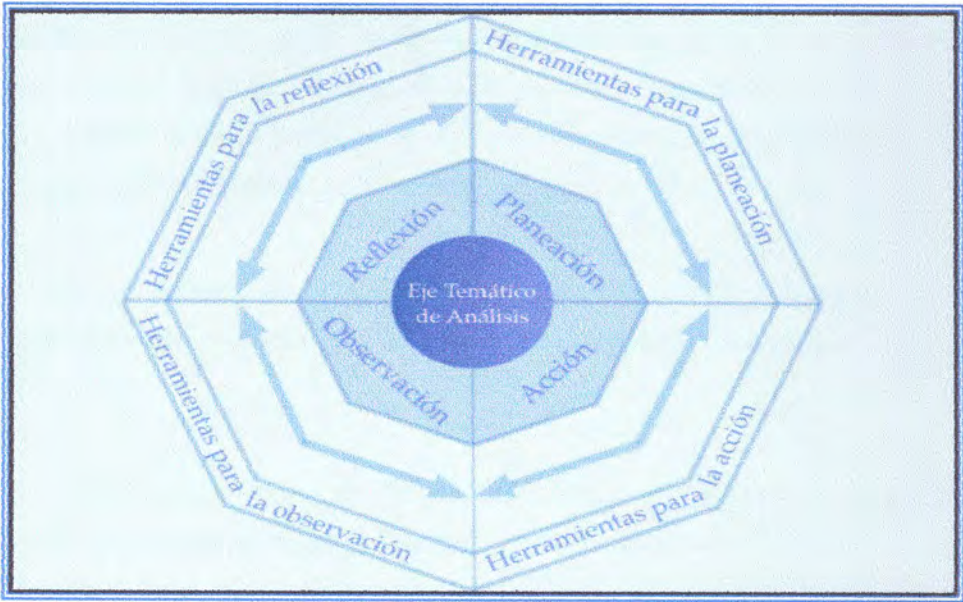 Herramientas para
la reflexión
Herramientas para
la planeación
Reflexión
Planeación
Eje Temático
de Análisis
Observación
Acción
Herramientas para
la observación
Herramientas para
la acción